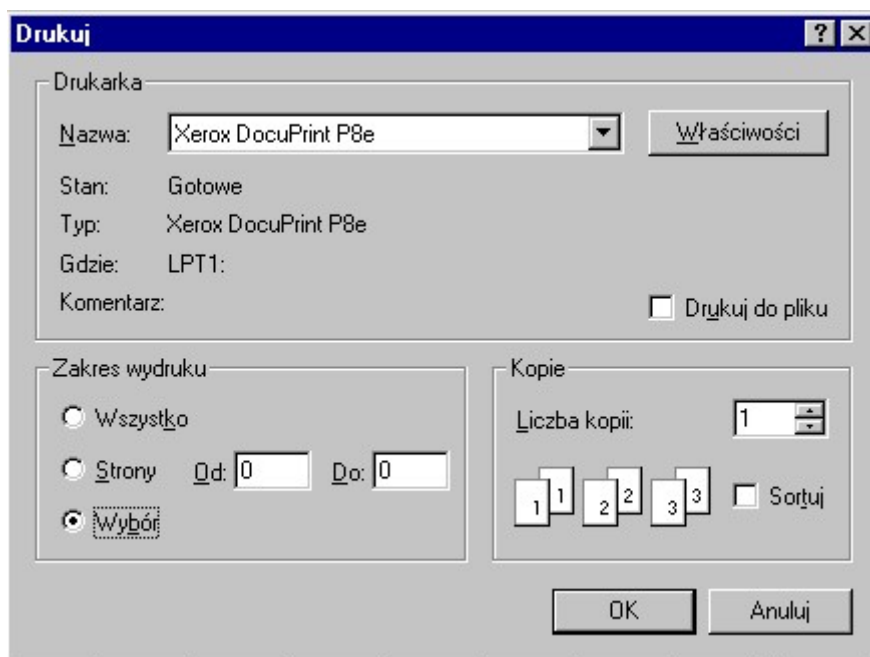 Drukuj
Drukarka
Nazwa: Xerox DocuPrint P8e Właściwości
Stan: Gotowe
Typ: Xerox DocuPrint P8e
Gdzie: LPT1:
Komentarz: Drukuj do pliku
Zakres wydruku
Wszystko
Strony Od: 0 Do: 0
Wybór
Kopie
Liczba kopii: 1
1 1 2 2 3 3 Sortuj
OK Anuluj